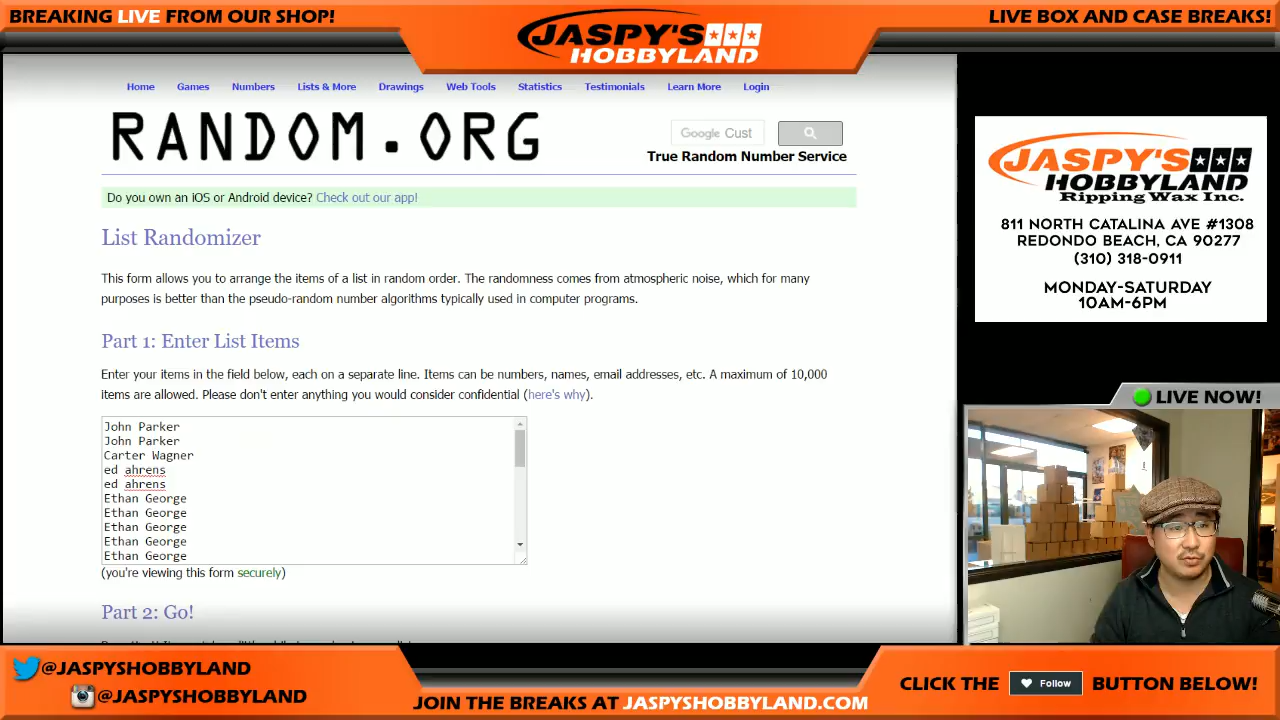 BREAKING LIVE FROM OUR SHOP!
JASPY'S
HOBBYLAND
LIVE BOX AND CASE BREAKS!
Home Games Numbers Lists & More Drawings Web Tools Statistics Testimonials Learn More Login
RANDOM.ORG
Google Cust
True Random Number Service
Do you own an iOS or Android device? Check out our app!
List Randomizer
This form allows you to arrange the items of a list in random order. The randomness comes from atmospheric noise, which for many
purposes is better than the pseudo-random number algorithms typically used in computer programs.
Part 1: Enter List Items
Enter your items in the field below, each on a separate line. Items can be numbers, names, email addresses, etc. A maximum of 10,000
items are allowed. Please don't enter anything you would consider confidential (here's why).
John Parker
John Parker
Carter Wagner
ed ahrens
ed ahrens
Ethan George
Ethan George
Ethan George
Ethan George
Ethan George
(you're viewing this form securely)
Part 2: Go!
JASPY'S
HOBBYLAND
Ripping Wax Inc.
811 NORTH CATALINA AVE #1308
REDONDO BEACH, CA 90277
(310) 318-0911
MONDAY-SATURDAY
10AM-6PM
LIVE NOW!
@JASPYSHOBBYLAND
@JASPYSHOBBYLAND
JOIN THE BREAKS AT JASPYSHOBBYLAND.COM
CLICK THE Follow BUTTON BELOW!